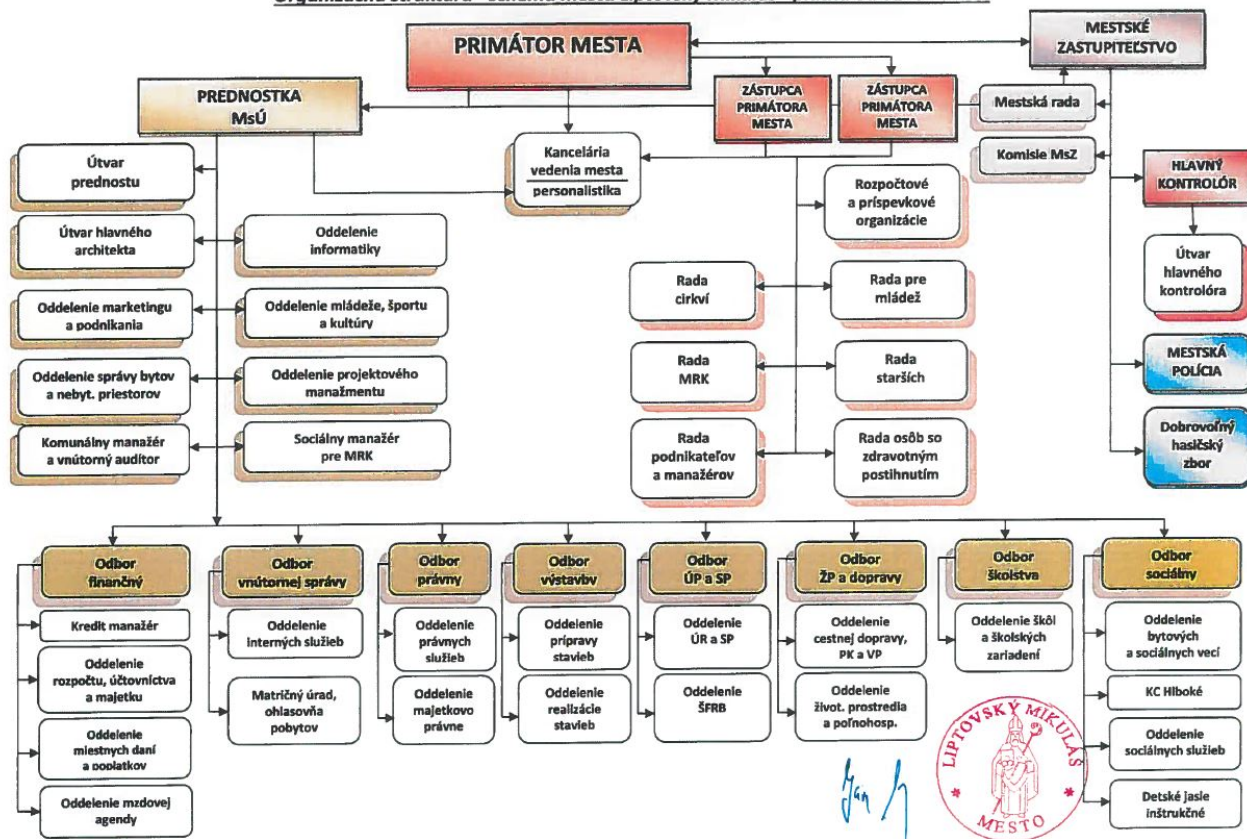 PRIMÁTOR MESTA
MESTSKÉ
ZASTUPITEĽSTVO
PREDNOSTKA
MsÚ
ZÁSTUPCA
PRIMÁTORA
MESTA
ZÁSTUPCA
PRIMÁTORA
MESTA
Mestská rada
Komisie MsZ
Kancelária
vedenia mesta
personalistika
HLAVNÝ
KONTROLÓR
Útvar
hlavného
kontrolóra
MESTSKÁ
POLÍCIA
Dobrovoľný
hasičský
zbor
Útvar
prednostu
Útvar hlavného
architekta
Oddelenie
informatiky
Oddelenie marketingu
a podnikania
Oddelenie mládeže, športu
a kultúry
Oddelenie správy bytov
a nebyt. priestorov
Oddelenie projektového
manažmentu
Komunálny manažér
a vnútorný audítor
Sociálny manažér
pre MRK
Rozpočtové
a príspevkové
organizácie
Rada
cirkví
Rada pre
mládež
Rada
MRK
Rada
starších
Rada
podnikateľov
a manažérov
Rada osôb so
zdravotným
postihnutím
Odbor
finančný
Kredit manažér
Oddelenie
rozpočtu, účtovníctva
a majetku
Oddelenie
miestnych daní
a poplatkov
Oddelenie mzdovej
agendy
Odbor
vnútornej správy
Oddelenie
interných služieb
Matričný úrad,
ohlasovňa
pobytov
Odbor
právny
Oddelenie
právnych
služieb
Oddelenie
majetkovo
právne
Odbor
výstavby
Oddelenie
prípravy
stavieb
Oddelenie
realizácie
stavieb
Odbor
ÚP a SP
Oddelenie
ÚR a SP
Oddelenie
ŠFRB
Odbor
ŽP a dopravy
Oddelenie
cestnej dopravy,
PK a VP
Oddelenie
život. prostredia
a poľnohosp.
Odbor
školstva
Oddelenie škôl
a školských
zariadení
Odbor
sociálny
Oddelenie
bytových
a sociálnych vecí
KC Hlboké
Oddelenie
sociálnych služieb
Detské jasle
inštrukčné
LIPTOVSKÝ MIKULÁŠ
MESTO